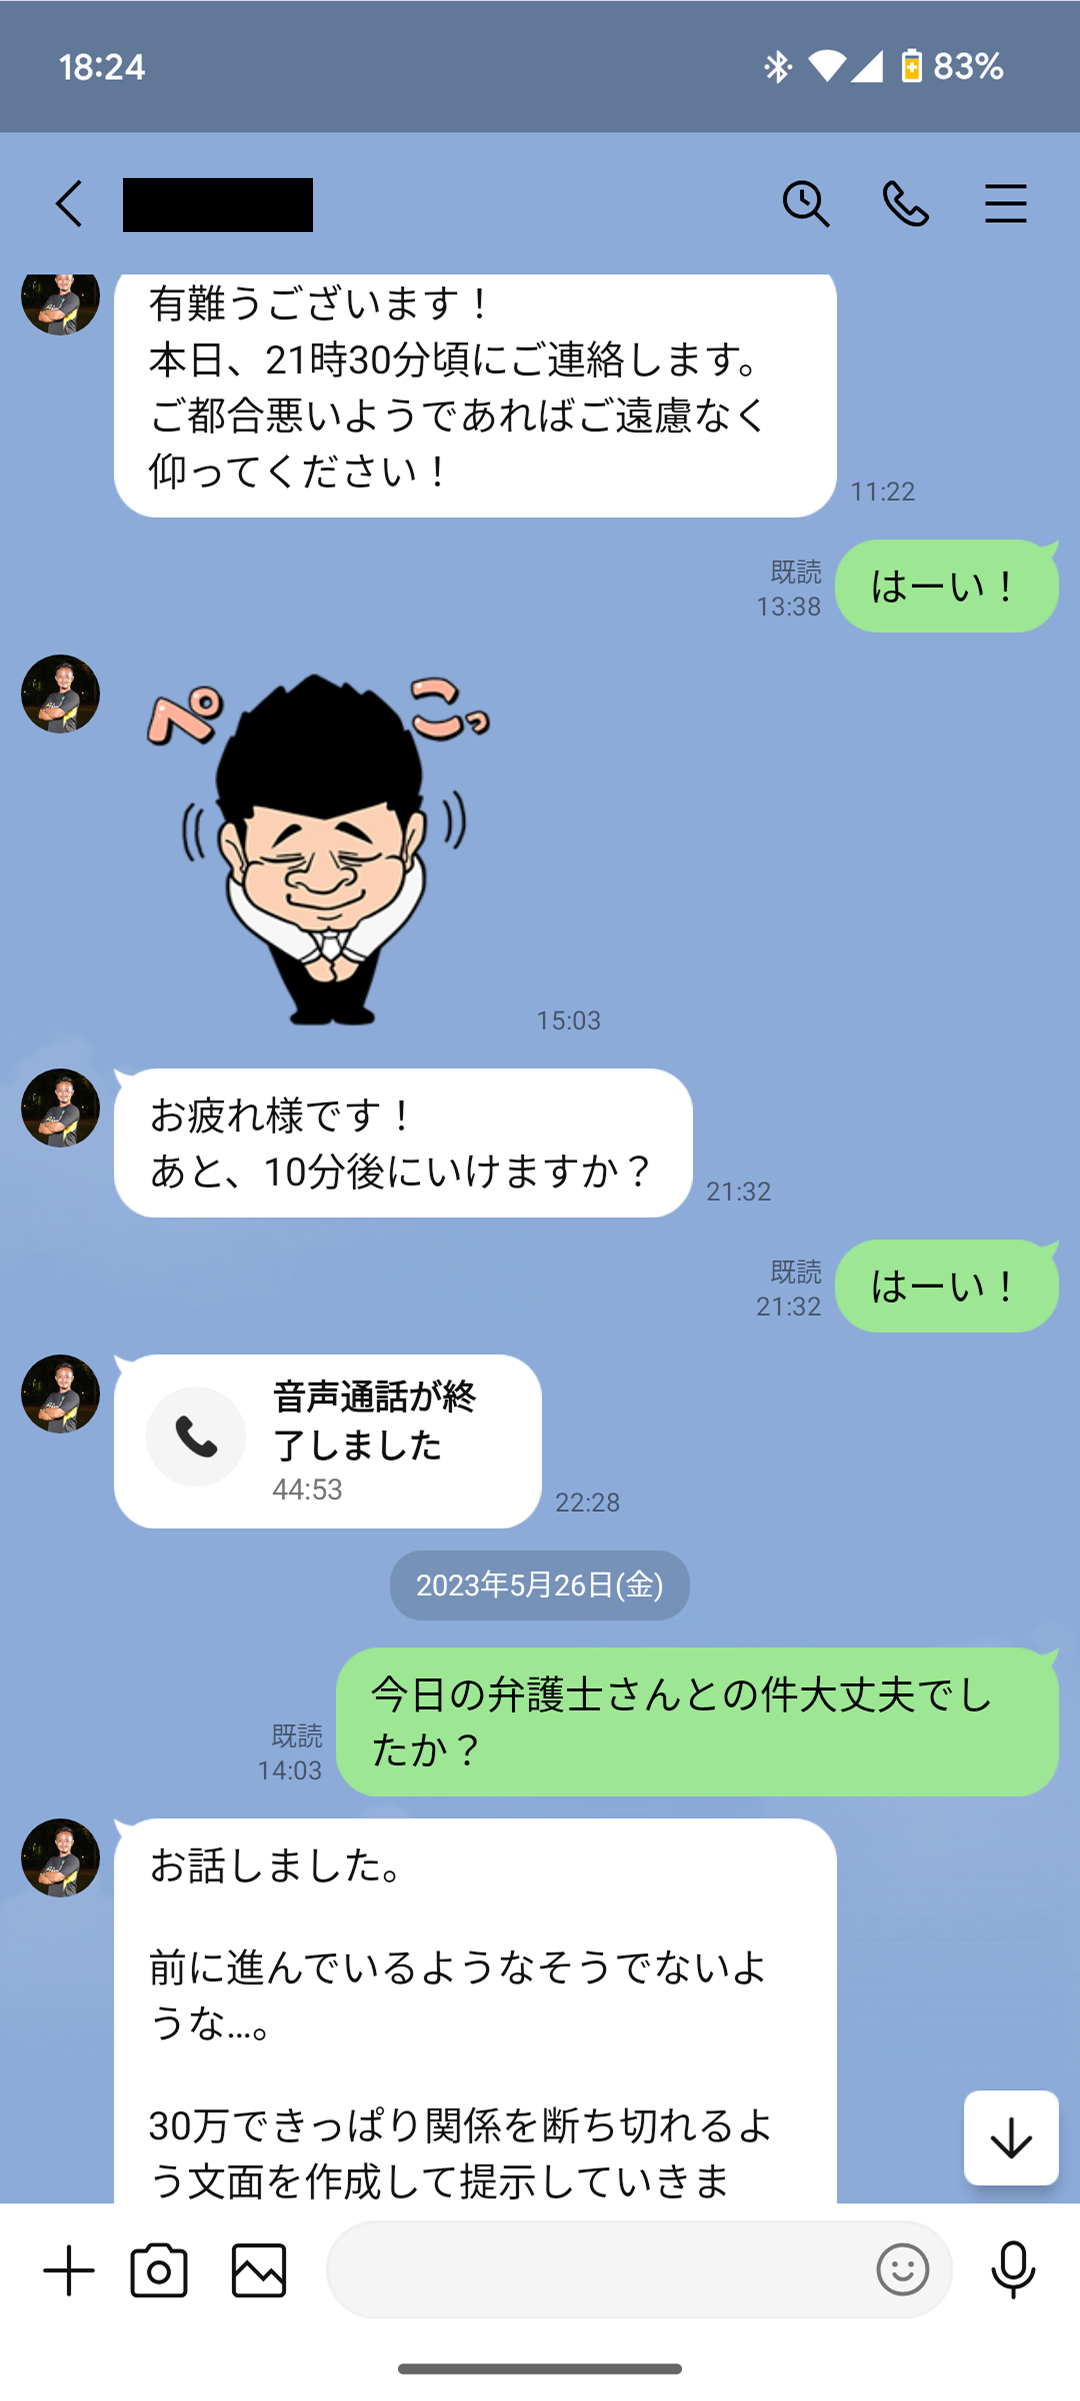 18:24
83%
有難うございます！
本日、21時30分頃にご連絡します。
ご都合悪いようであればご遠慮なく
仰ってください！
11:22
既読
13:38
はーい！
ぺこっ
15:03
お疲れ様です！
あと、10分後にいけますか？
21:32
既読
21:32
はーい！
音声通話が終
了しました
44:53
22:28
2023年5月26日(金)
今日の弁護士さんとの件大丈夫でし
たか？
既読
14:03
お話しました。
前に進んでいるようなそうでないよ
うな…。
30万できっぱり関係を断ち切れるよ
う文面を作成して提示していきま